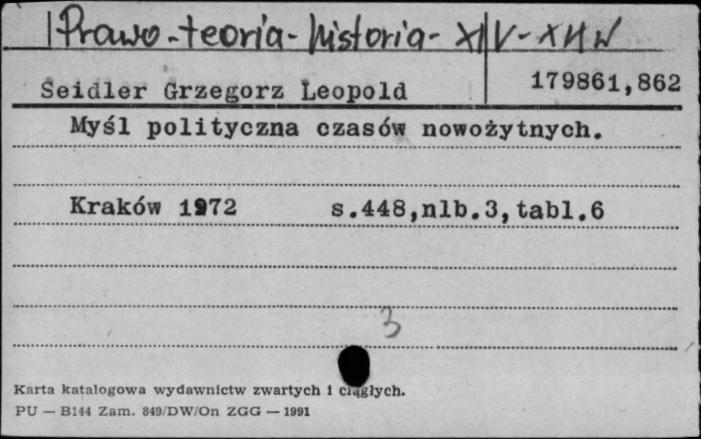 Prawo-teoria-historia-XIV-XVII w
Seidler Grzegorz Leopold
179861,862
Myśl polityczna czasów nowożytnych.
Kraków 1972 s.448,nlb.3,tabl.6
3
Karta katalogowa wydawnictw zwartych i ciągłych.
PU — B144 Zam. 849/DW/On ZGG — 1991